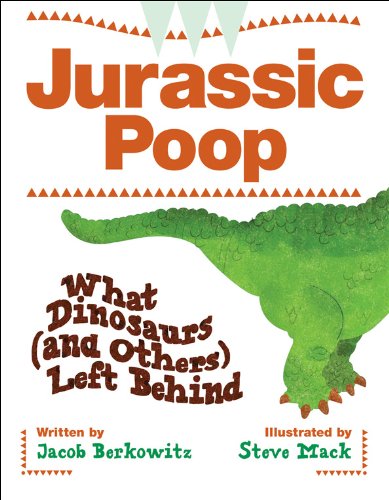 Jurassic
Poop
What
Dinosaurs
(and Others)
Left Behind
Written by
Jacob Berkowitz
Illustrated by
Steve Mack